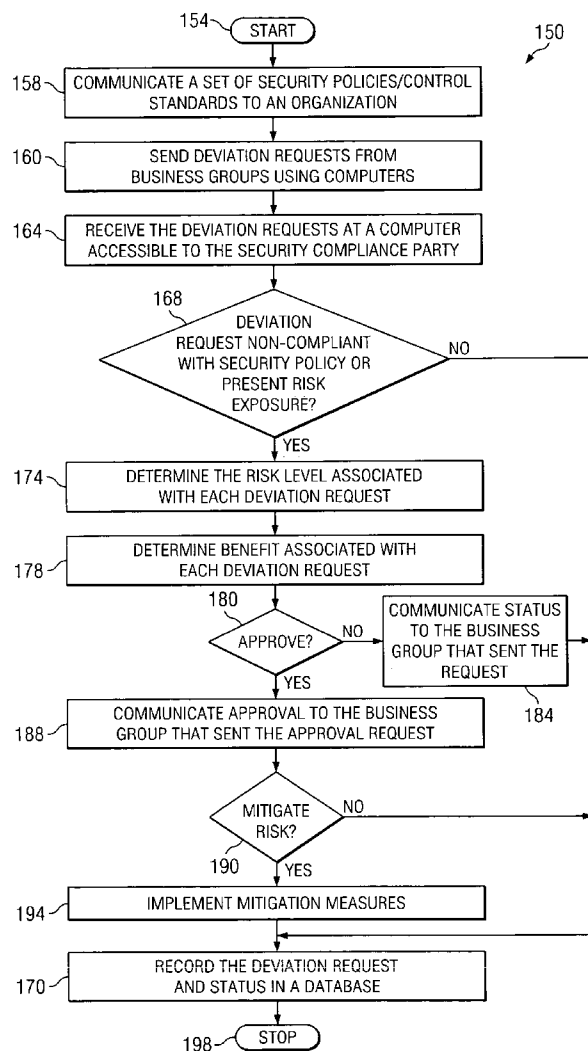 154
START
150
158
COMMUNICATE A SET OF SECURITY POLICIES/CONTROL
STANDARDS TO AN ORGANIZATION
160
SEND DEVIATION REQUESTS FROM
BUSINESS GROUPS USING COMPUTERS
164
RECEIVE THE DEVIATION REQUESTS AT A COMPUTER
ACCESSIBLE TO THE SECURITY COMPLIANCE PARTY
168
DEVIATION
REQUEST NON-COMPLIANT
WITH SECURITY POLICY OR
PRESENT RISK
EXPOSURE?
NO
YES
174
DETERMINE THE RISK LEVEL ASSOCIATED
WITH EACH DEVIATION REQUEST
178
DETERMINE BENEFIT ASSOCIATED WITH
EACH DEVIATION REQUEST
180
APPROVE?
NO
COMMUNICATE STATUS
TO THE BUSINESS
GROUP THAT SENT THE
REQUEST
184
YES
188
COMMUNICATE APPROVAL TO THE BUSINESS
GROUP THAT SENT THE APPROVAL REQUEST
MITIGATE
RISK?
NO
190
YES
194
IMPLEMENT MITIGATION MEASURES
170
RECORD THE DEVIATION REQUEST
AND STATUS IN A DATABASE
198
STOP